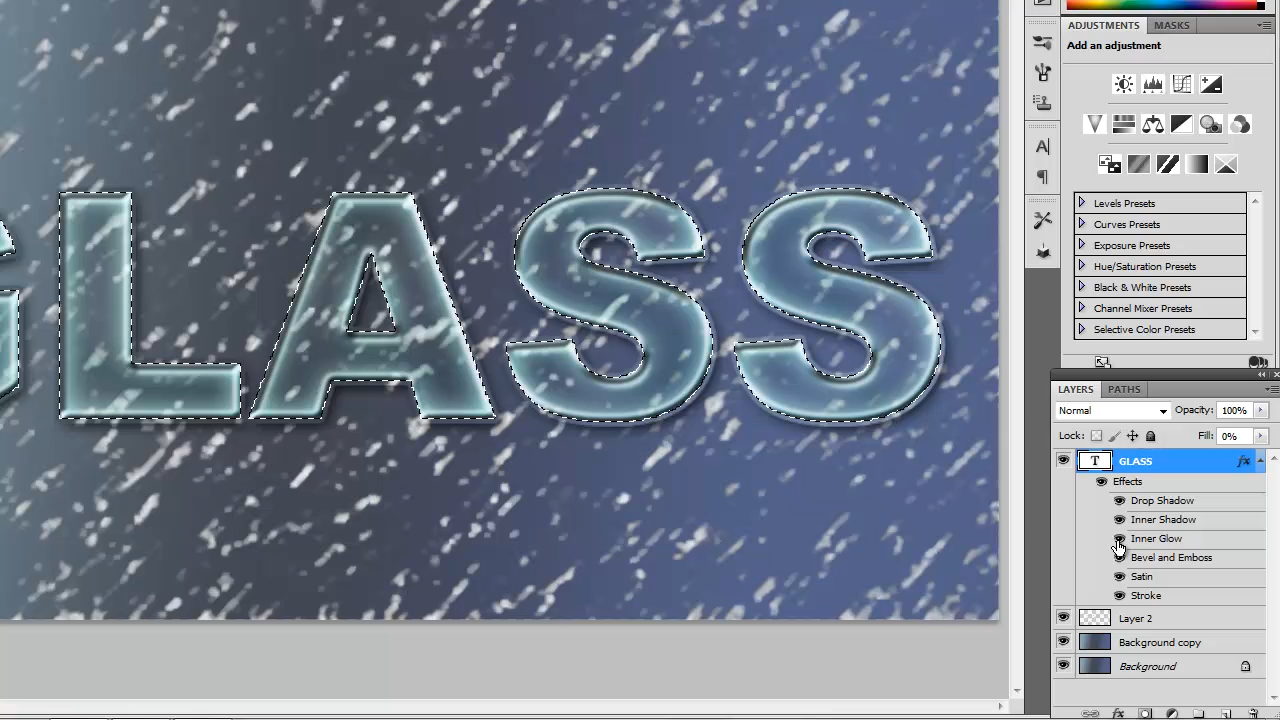 ADJUSTMENTS MASKS
Add an adjustment
A
Levels Presets
Curves Presets
Exposure Presets
Hue/Saturation Presets
Black & White Presets
Channel Mixer Presets
Selective Color Presets
GLASS
LAYERS PATHS
Normal Opacity: 100%
Lock: Fill: 0%
T GLASS fx
Effects
Drop Shadow
Inner Shadow
Inner Glow
Bevel and Emboss
Satin
Stroke
Layer 2
Background copy
Background
fx